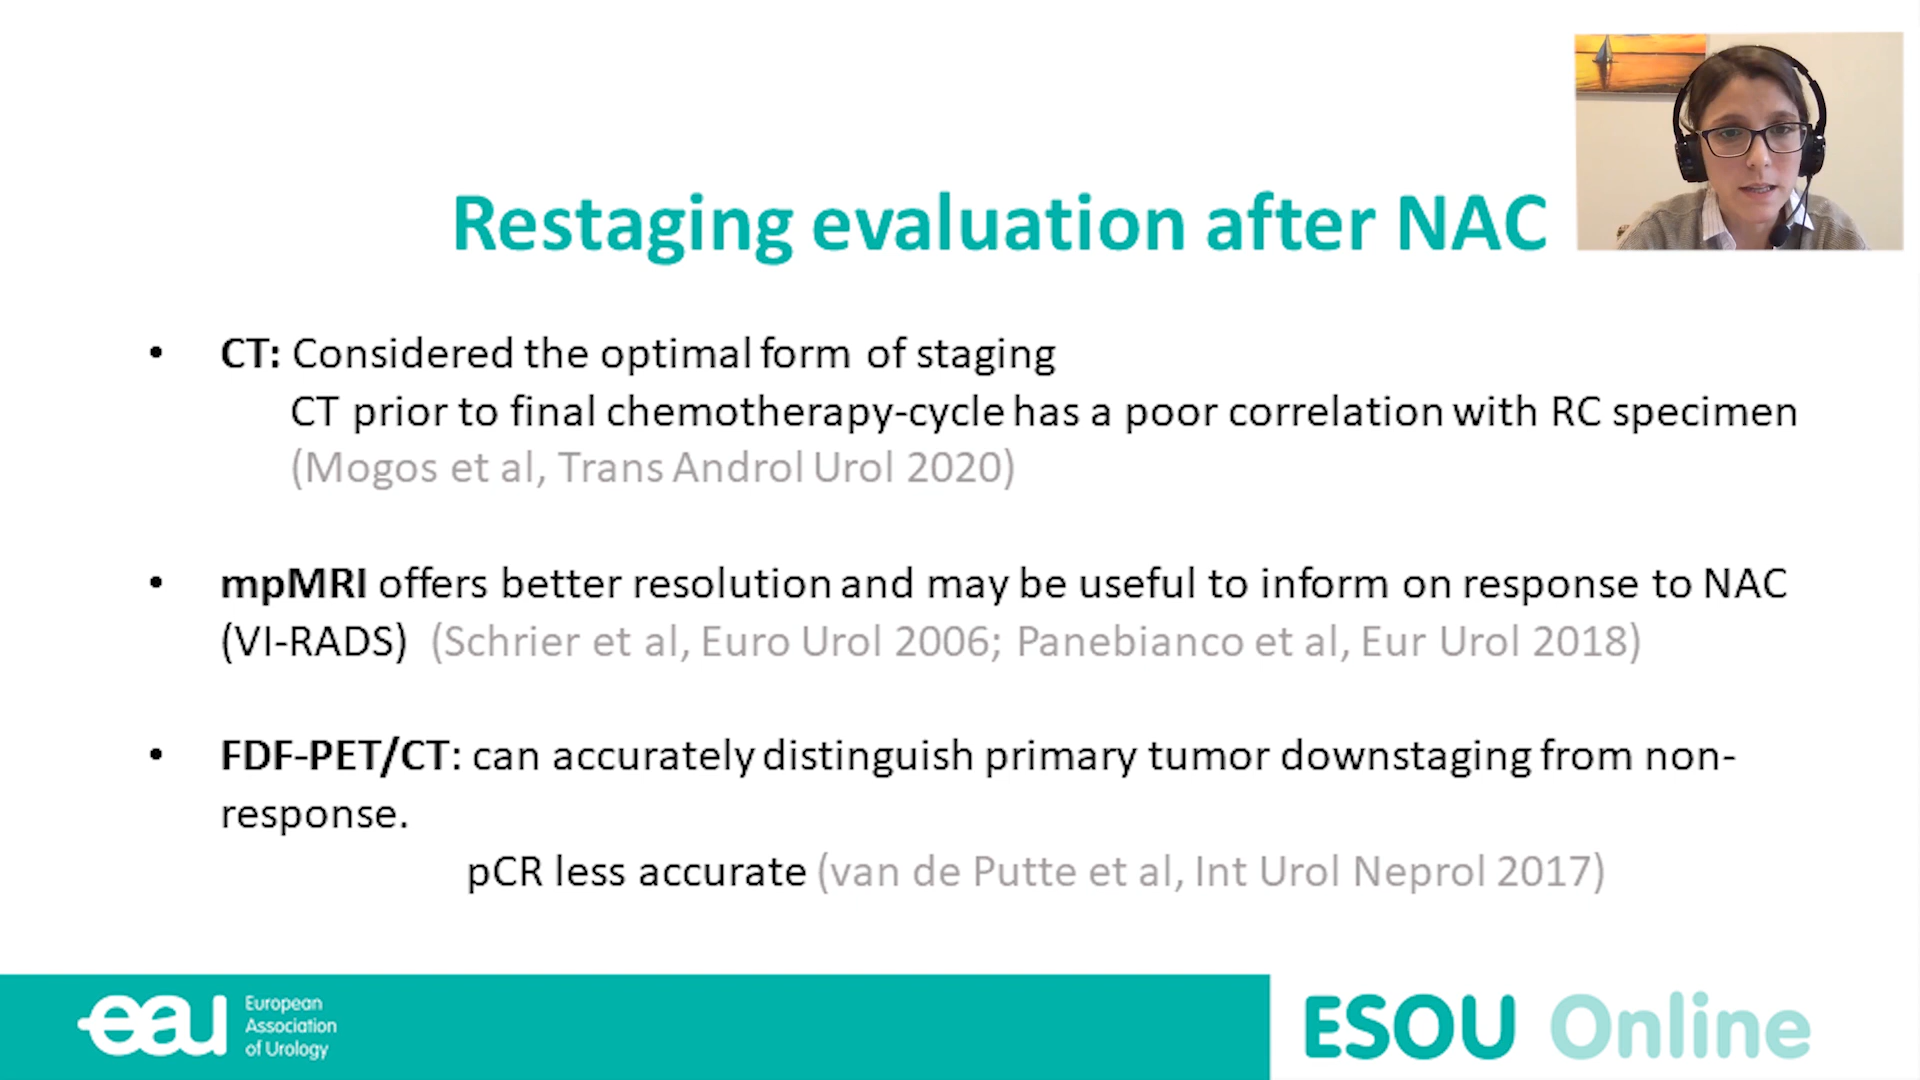 Restaging evaluation after NAC
• CT: Considered the optimal form of staging
CT prior to final chemotherapy-cycle has a poor correlation with RC specimen
(Mogos et al, Trans Androl Urol 2020)
• mpMRI offers better resolution and may be useful to inform on response to NAC
(VI-RADS) (Schrier et al, Euro Urol 2006; Panebianco et al, Eur Urol 2018)
• FDF-PET/CT: can accurately distinguish primary tumor downstaging from non-
response.
pCR less accurate (van de Putte et al, Int Urol Neprol 2017)
eau
European
Association
of Urology
ESOU Online